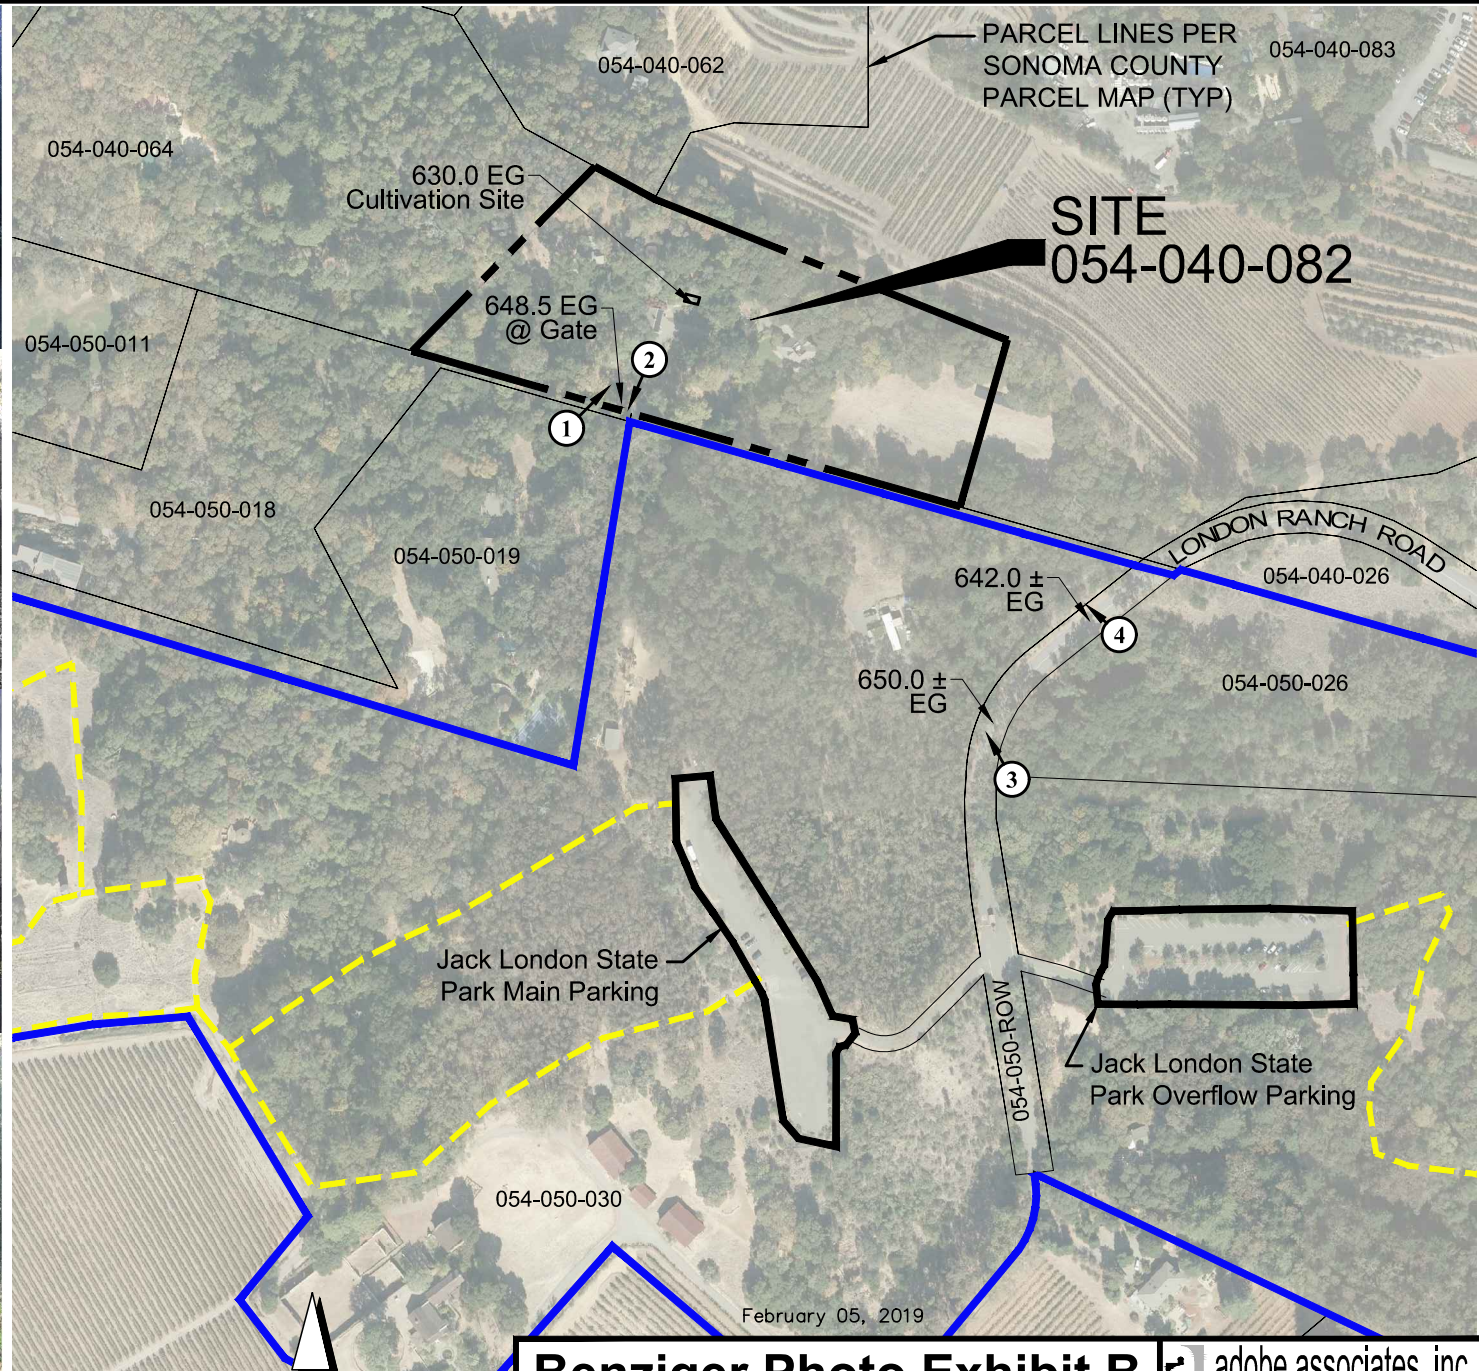 PARCEL LINES PER
SONOMA COUNTY
PARCEL MAP (TYP)
054-040-083
054-040-062
054-040-064
630.0 EG
Cultivation Site
SITE
054-040-082
648.5 EG
@ Gate
054-050-011
2
1
054-050-018
054-050-019
LONDON RANCH ROAD
642.0 ±
EG
054-040-026
4
650.0 ±
EG
054-050-026
3
Jack London State
Park Main Parking
054-050-ROW
Jack London State
Park Overflow Parking
054-050-030
February 05, 2019
Benziger Photo Exhibit B
adobe associates, inc.